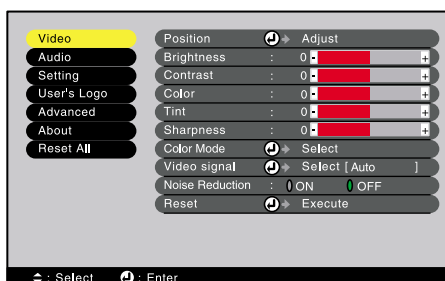 Video
Audio
Setting
User's Logo
Advanced
About
Reset All
Position Adjust
Brightness : 0 - +
Contrast : 0 - +
Color : 0 - +
Tint : 0 - +
Sharpness : 0 - +
Color Mode Select
Video signal Select [ Auto ]
Noise Reduction : ON OFF
Reset Execute
: Select : Enter